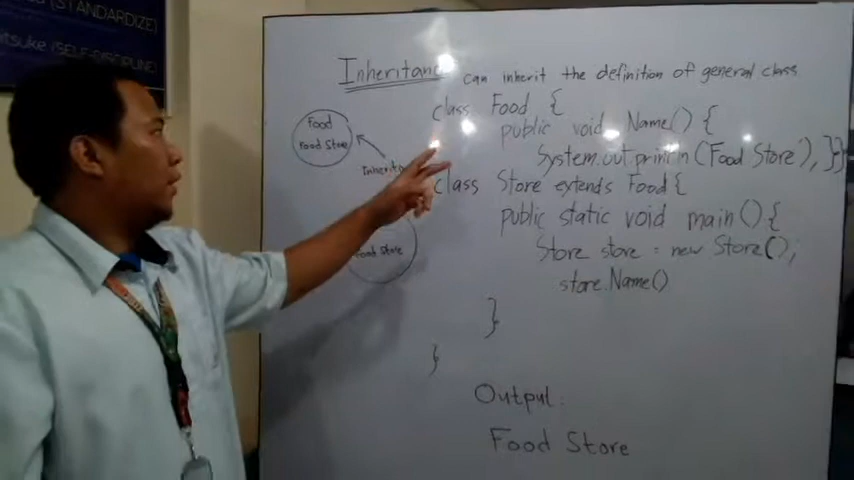 (STANDARDIZE)
tsuke (SELF-DISCIPLINE)
Inheritance can inherit the definition of general class
class Food {
public void Name() {
System.out.println(Food Store'), }}
class Store extends Food {
public static void main() {
Store store = new Store();
store.Name()
}
}
Output:
Food Store
Food
Food Store
Inherit
Food Store